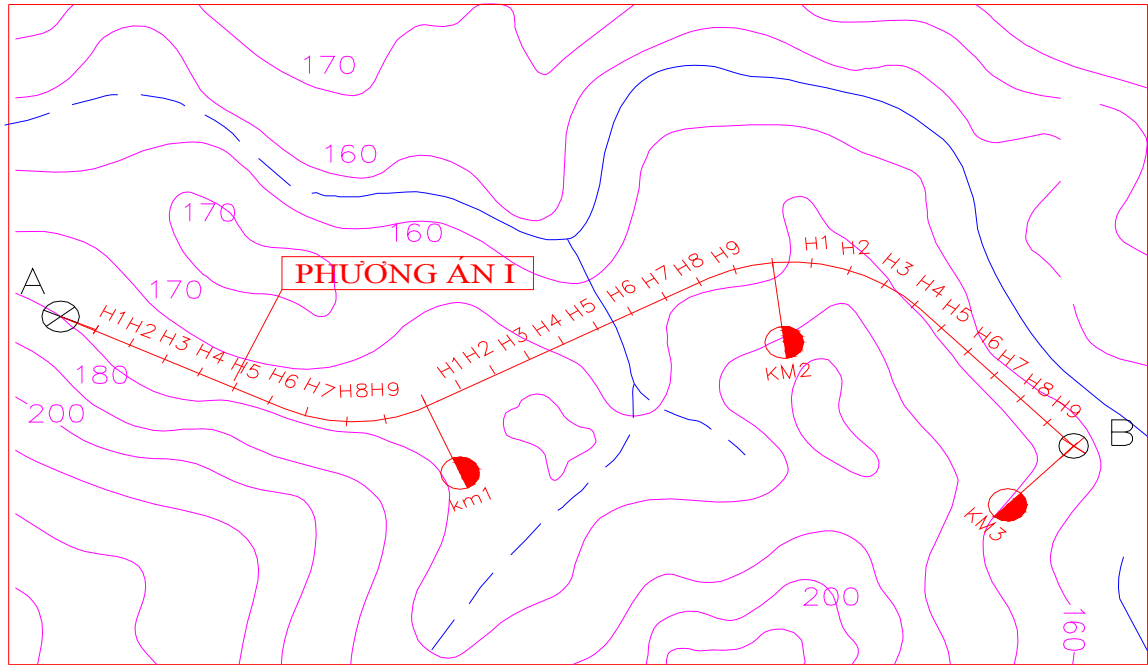 170
160
170
160
A
PHƯƠNG ÁN I
170
H1 H2 H3 H4 H5 H6 H7 H8 H9
180
200
H1 H2 H3 H4 H5 H6 H7 H8 H9
H1 H2 H3 H4 H5 H6 H7 H8 H9
KM2
B
km1
KM3
200
160